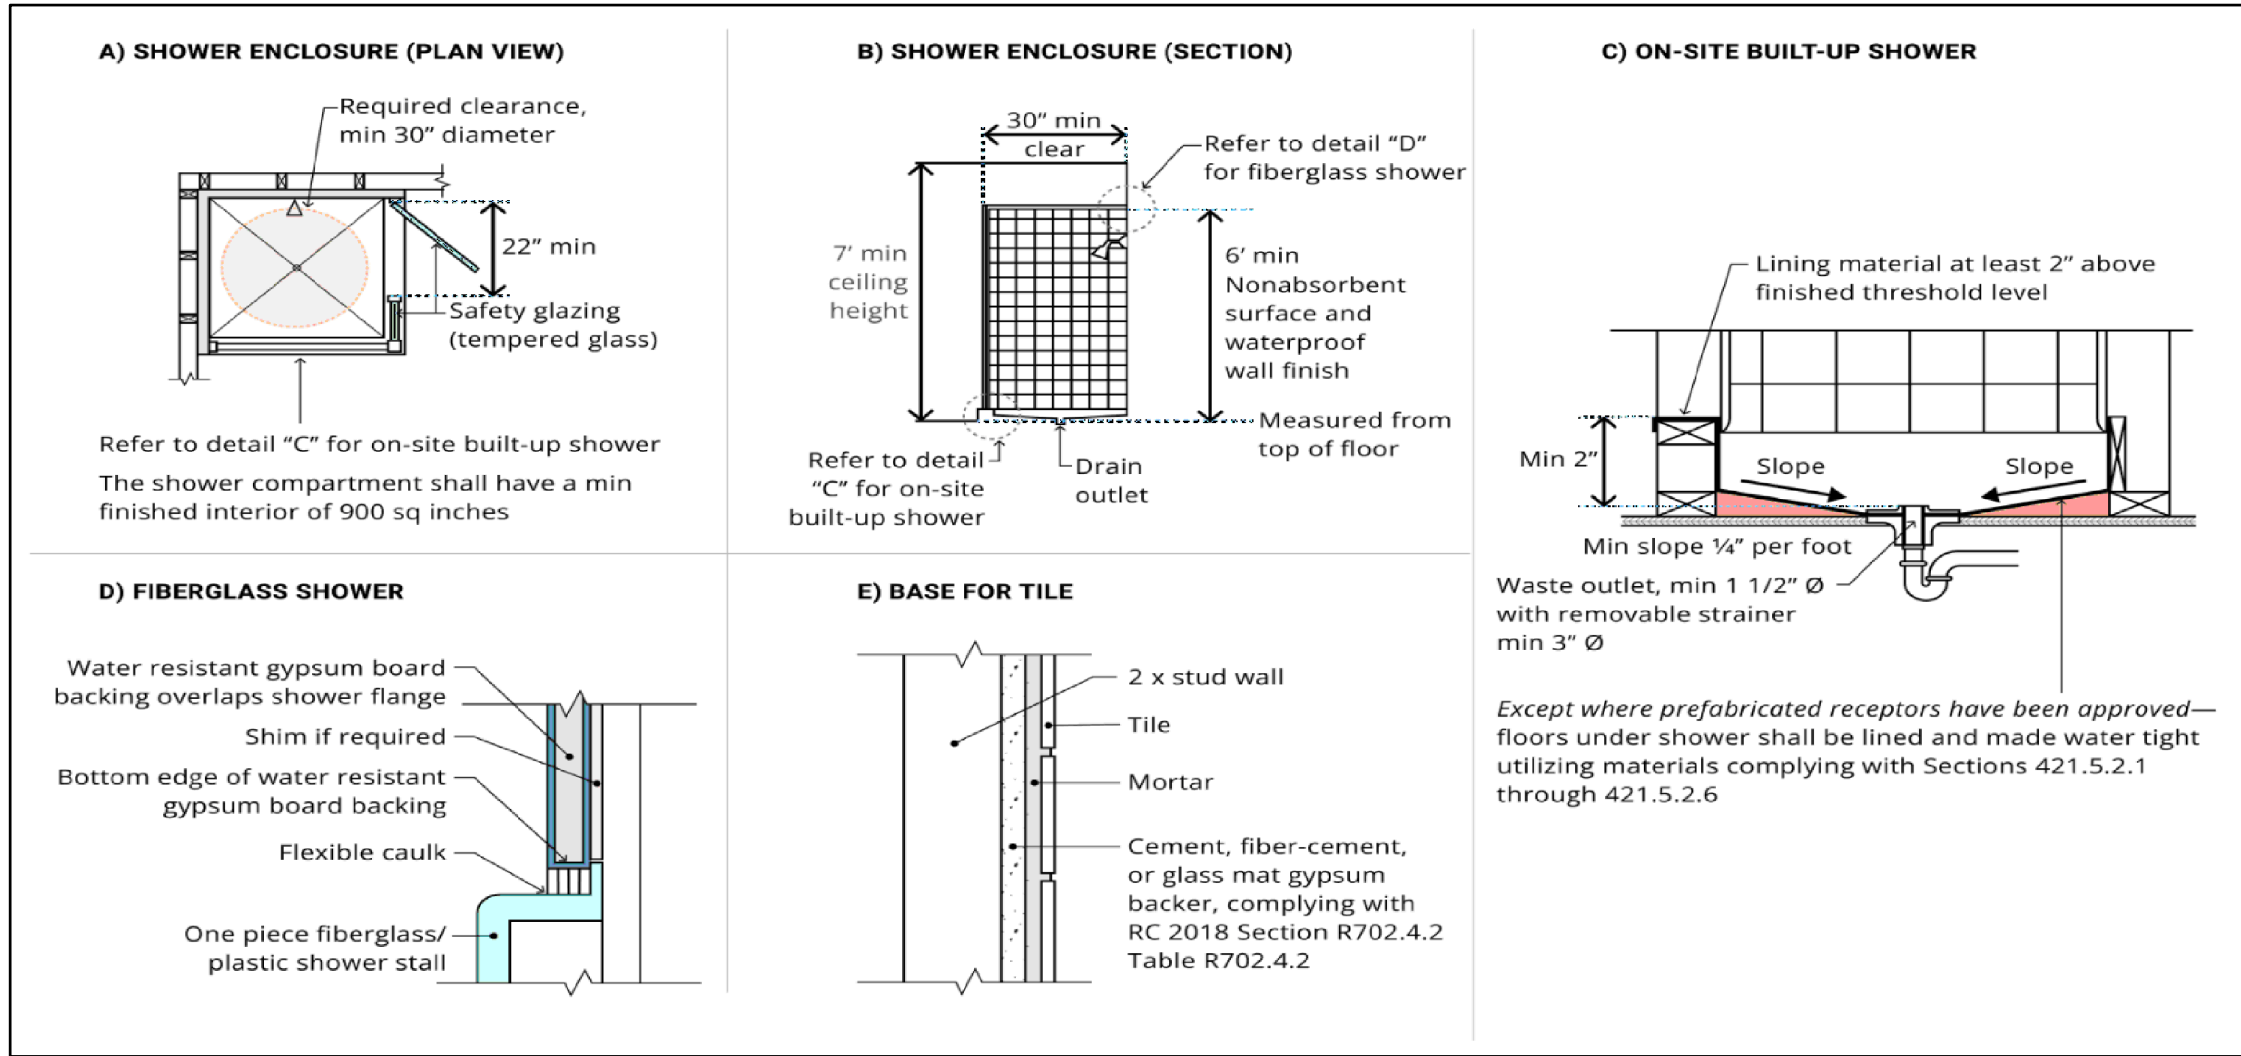 A) SHOWER ENCLOSURE (PLAN VIEW)
Required clearance,
min 30” diameter
22” min
Safety glazing
(tempered glass)
Refer to detail “C” for on-site built-up shower
The shower compartment shall have a min
finished interior of 900 sq inches
B) SHOWER ENCLOSURE (SECTION)
30” min
clear
Refer to detail “D”
for fiberglass shower
7’ min
ceiling
height
6’ min
Nonabsorbent
surface and
waterproof
wall finish
Measured from
top of floor
Refer to detail
“C” for on-site
built-up shower
Drain
outlet
C) ON-SITE BUILT-UP SHOWER
Lining material at least 2” above
finished threshold level
Min 2”
Slope
Slope
Min slope ¼” per foot
Waste outlet, min 1 1/2” Ø
with removable strainer
min 3” Ø
Except where prefabricated receptors have been approved—
floors under shower shall be lined and made water tight
utilizing materials complying with Sections 421.5.2.1
through 421.5.2.6
D) FIBERGLASS SHOWER
Water resistant gypsum board
backing overlaps shower flange
Shim if required
Bottom edge of water resistant
gypsum board backing
Flexible caulk
One piece fiberglass/
plastic shower stall
E) BASE FOR TILE
2 x stud wall
Tile
Mortar
Cement, fiber-cement,
or glass mat gypsum
backer, complying with
RC 2018 Section R702.4.2
Table R702.4.2